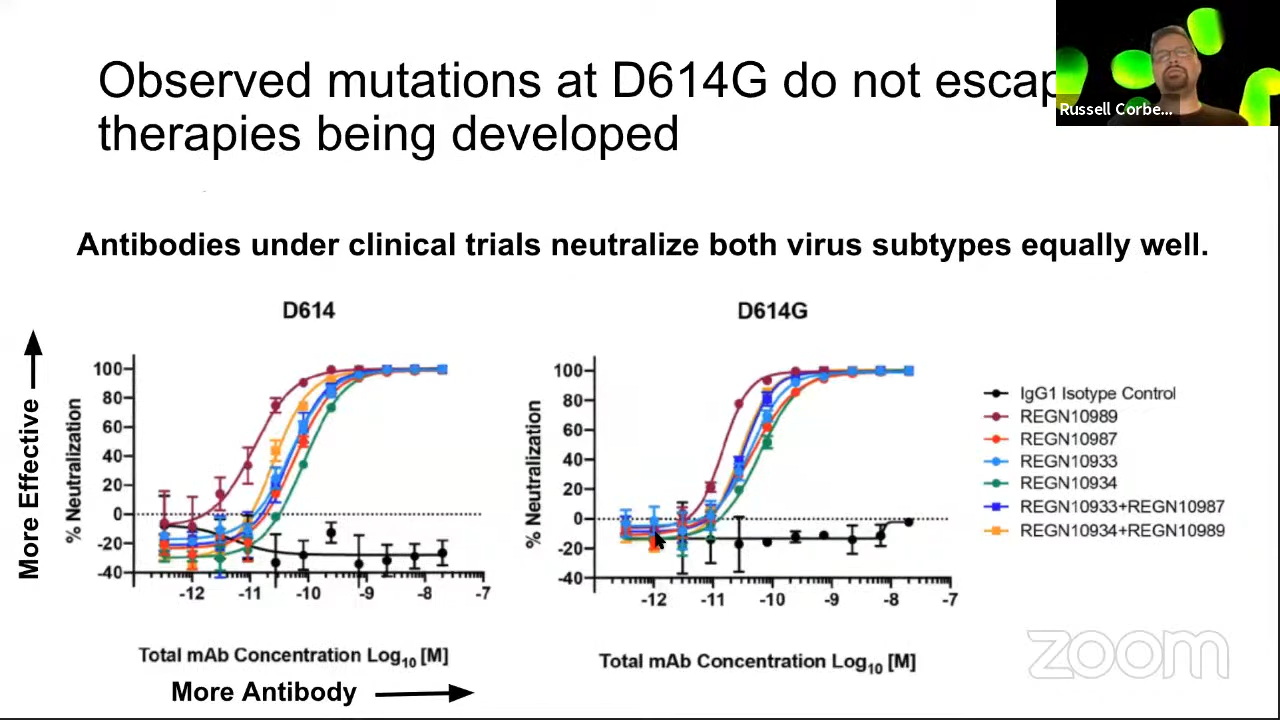 Observed mutations at D614G do not escap
therapies being developed
Russell Corbe...
Antibodies under clinical trials neutralize both virus subtypes equally well.
More Effective
D614
% Neutralization
100
80
60
40
20
0
-20
-40
-12
-11
-10
-9
-8
-7
Total mAb Concentration Log10 [M]
More Antibody
D614G
% Neutralization
100
80
60
40
20
0
-20
-40
-12
-11
-10
-9
-8
-7
Total mAb Concentration Log10 [M]
IgG1 Isotype Control
REGN10989
REGN10987
REGN10933
REGN10934
REGN10933+REGN10987
REGN10934+REGN10989
zoom